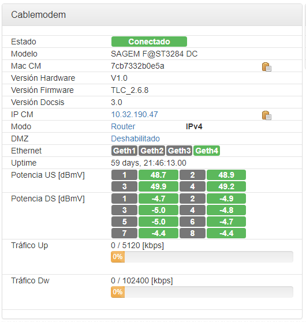 Cablemodem
Estado Conectado
Modelo SAGEM F@ST3284 DC
Mac CM 7cb7332b0e5a
Versión Hardware V1.0
Versión Firmware TLC_2.6.8
Versión Docsis 3.0
IP CM 10.32.190.47
Modo Router IPv4
DMZ Deshabilitado
Ethernet Geth1 Geth2 Geth3 Geth4
Uptime 59 days, 21:46:13.00
Potencia US [dBmV] 1 48.7 2 48.9
3 49.9 4 49.2
Potencia DS [dBmV] 1 -4.7 2 -4.9
3 -5.0 4 -4.8
5 -5.0 6 -4.7
7 -4.4 8 -4.4
Tráfico Up 0 / 5120 [kbps]
0%
Tráfico Dw 0 / 102400 [kbps]
0%